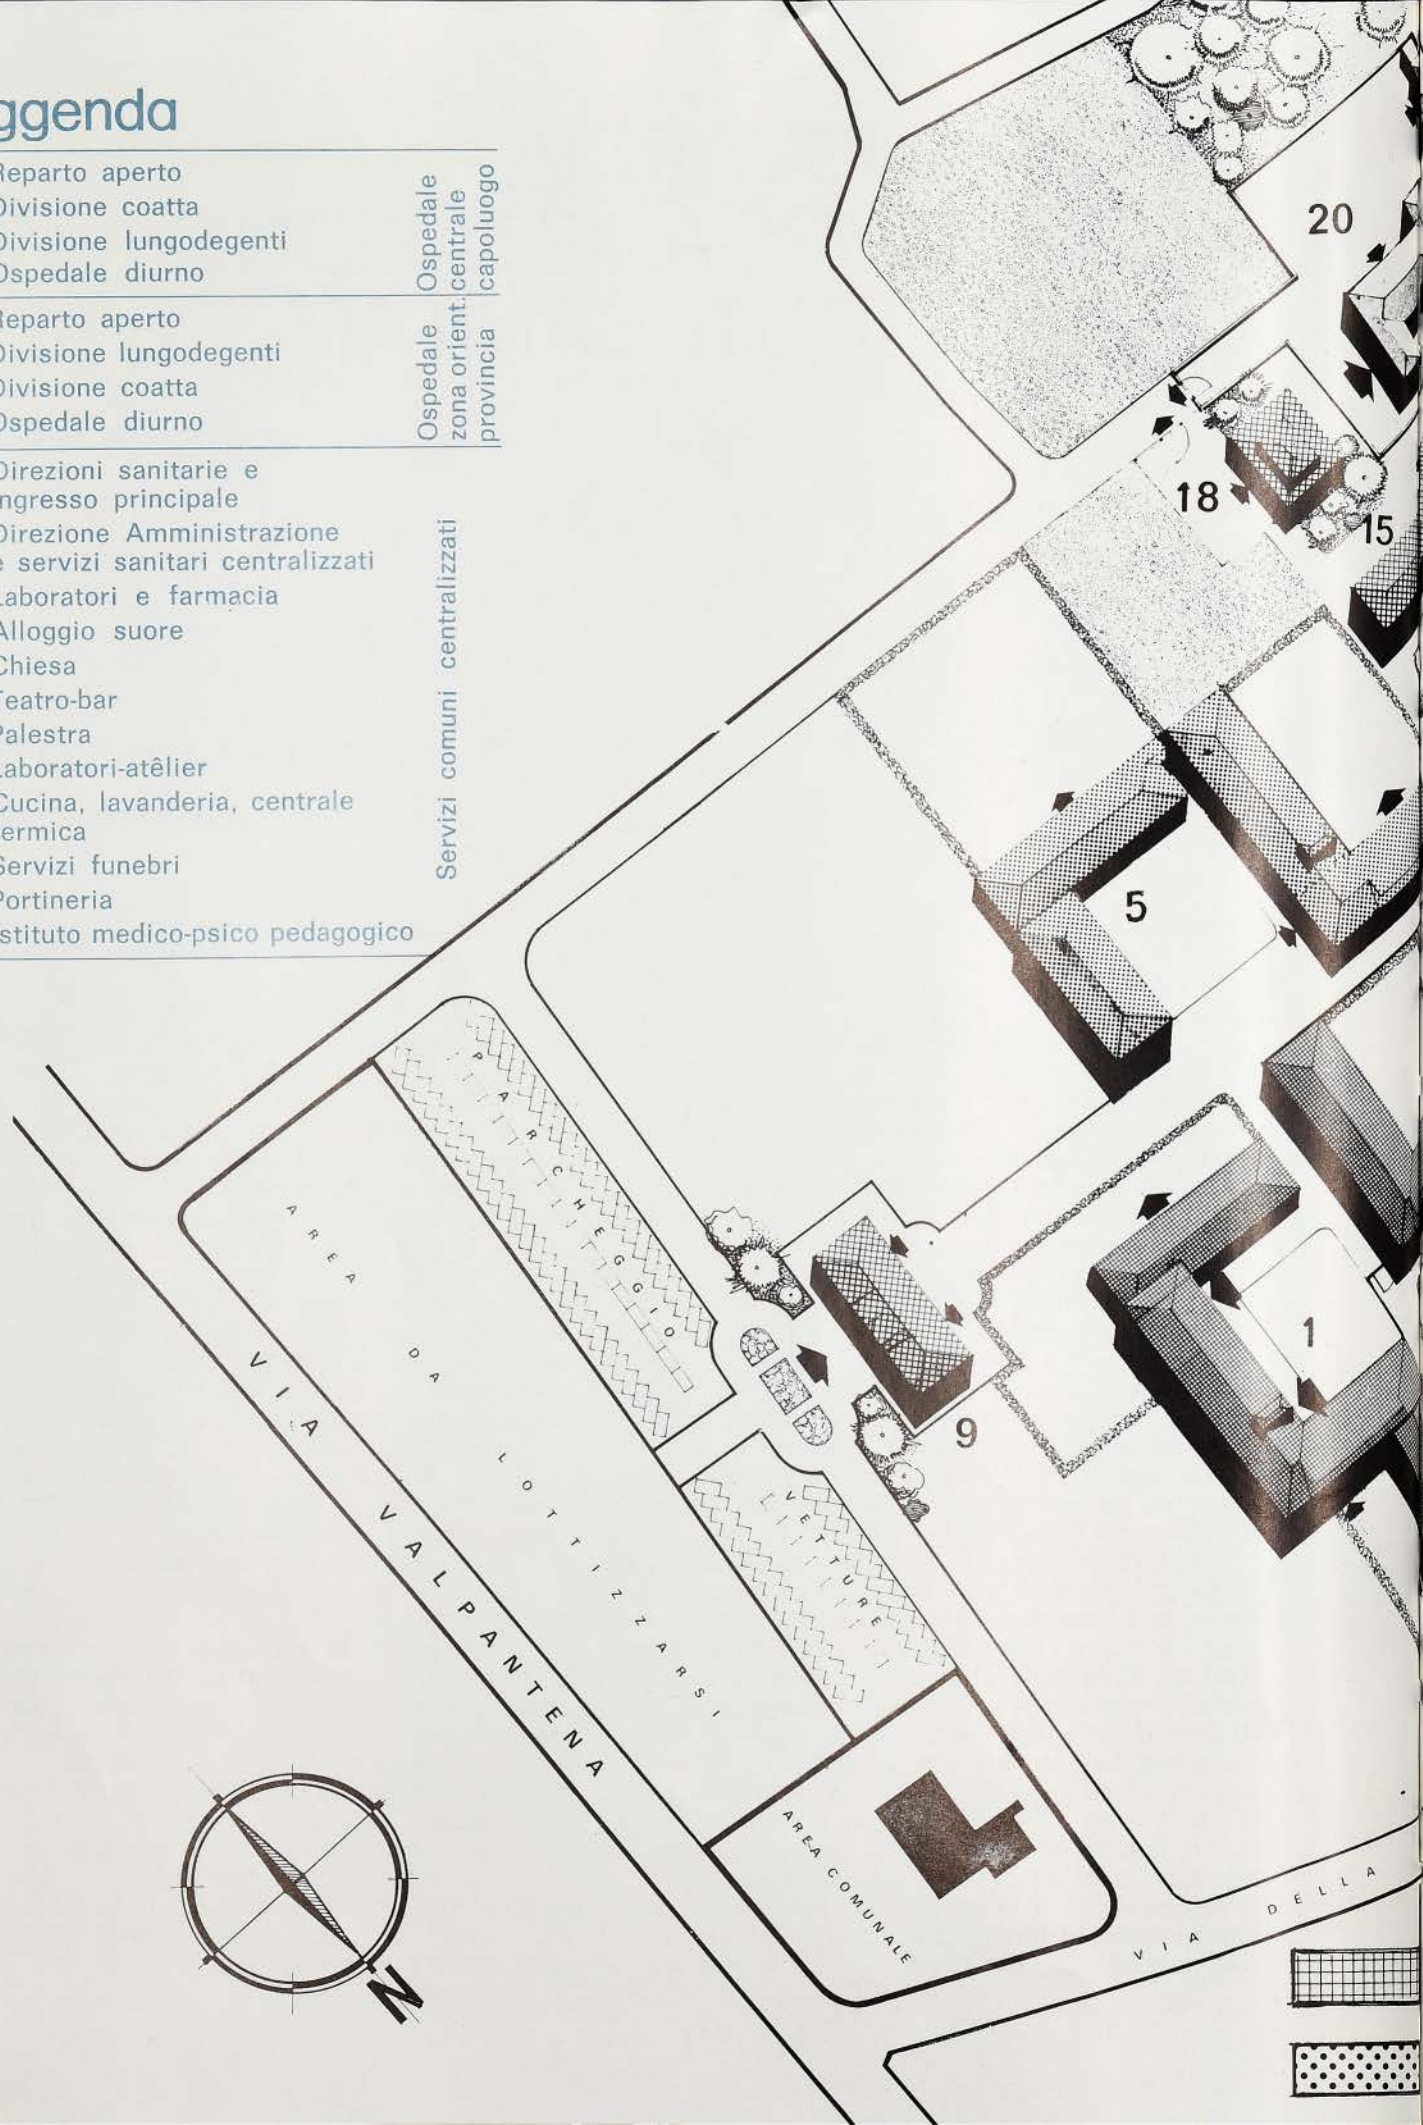 ggenda
Reparto aperto
Divisione coatta
Divisione lungodegenti
Ospedale diurno
Ospedale
centrale
capoluogo
Reparto aperto
Divisione lungodegenti
Divisione coatta
Ospedale diurno
Ospedale
zona orient.
provincia
Direzioni sanitarie e
ingresso principale
Direzione Amministrazione
e servizi sanitari centralizzati
Laboratori e farmacia
Alloggio suore
Chiesa
Teatro-bar
Palestra
Laboratori-atêlier
Cucina, lavanderia, centrale
termica
Servizi funebri
Portineria
Istituto medico-psico pedagogico
Servizi comuni centralizzati
20
18
15
5
1
9
PARCHEGGIO
VETTURE
AREA DA LOTTIZZARSI
VIA VALPANTENA
AREA COMUNALE
VIA DELLA
N